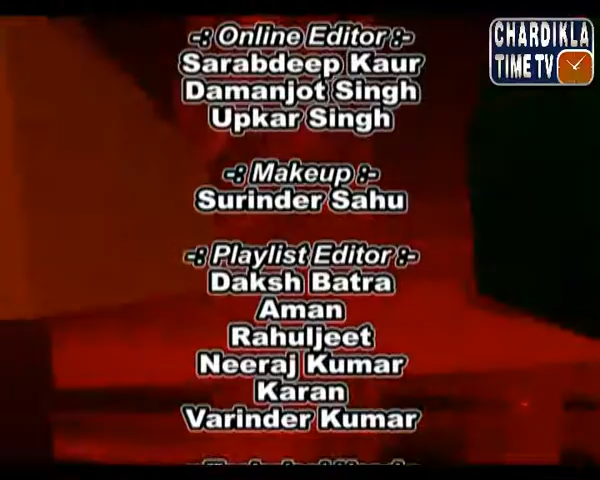 CHARDIKLA
TIME TV
-: Online Editor :-
Sarabdeep Kaur
Damanjot Singh
Upkar Singh
-: Makeup :-
Surinder Sahu
-: Playlist Editor :-
Daksh Batra
Aman
Rahuljeet
Neeraj Kumar
Karan
Varinder Kumar